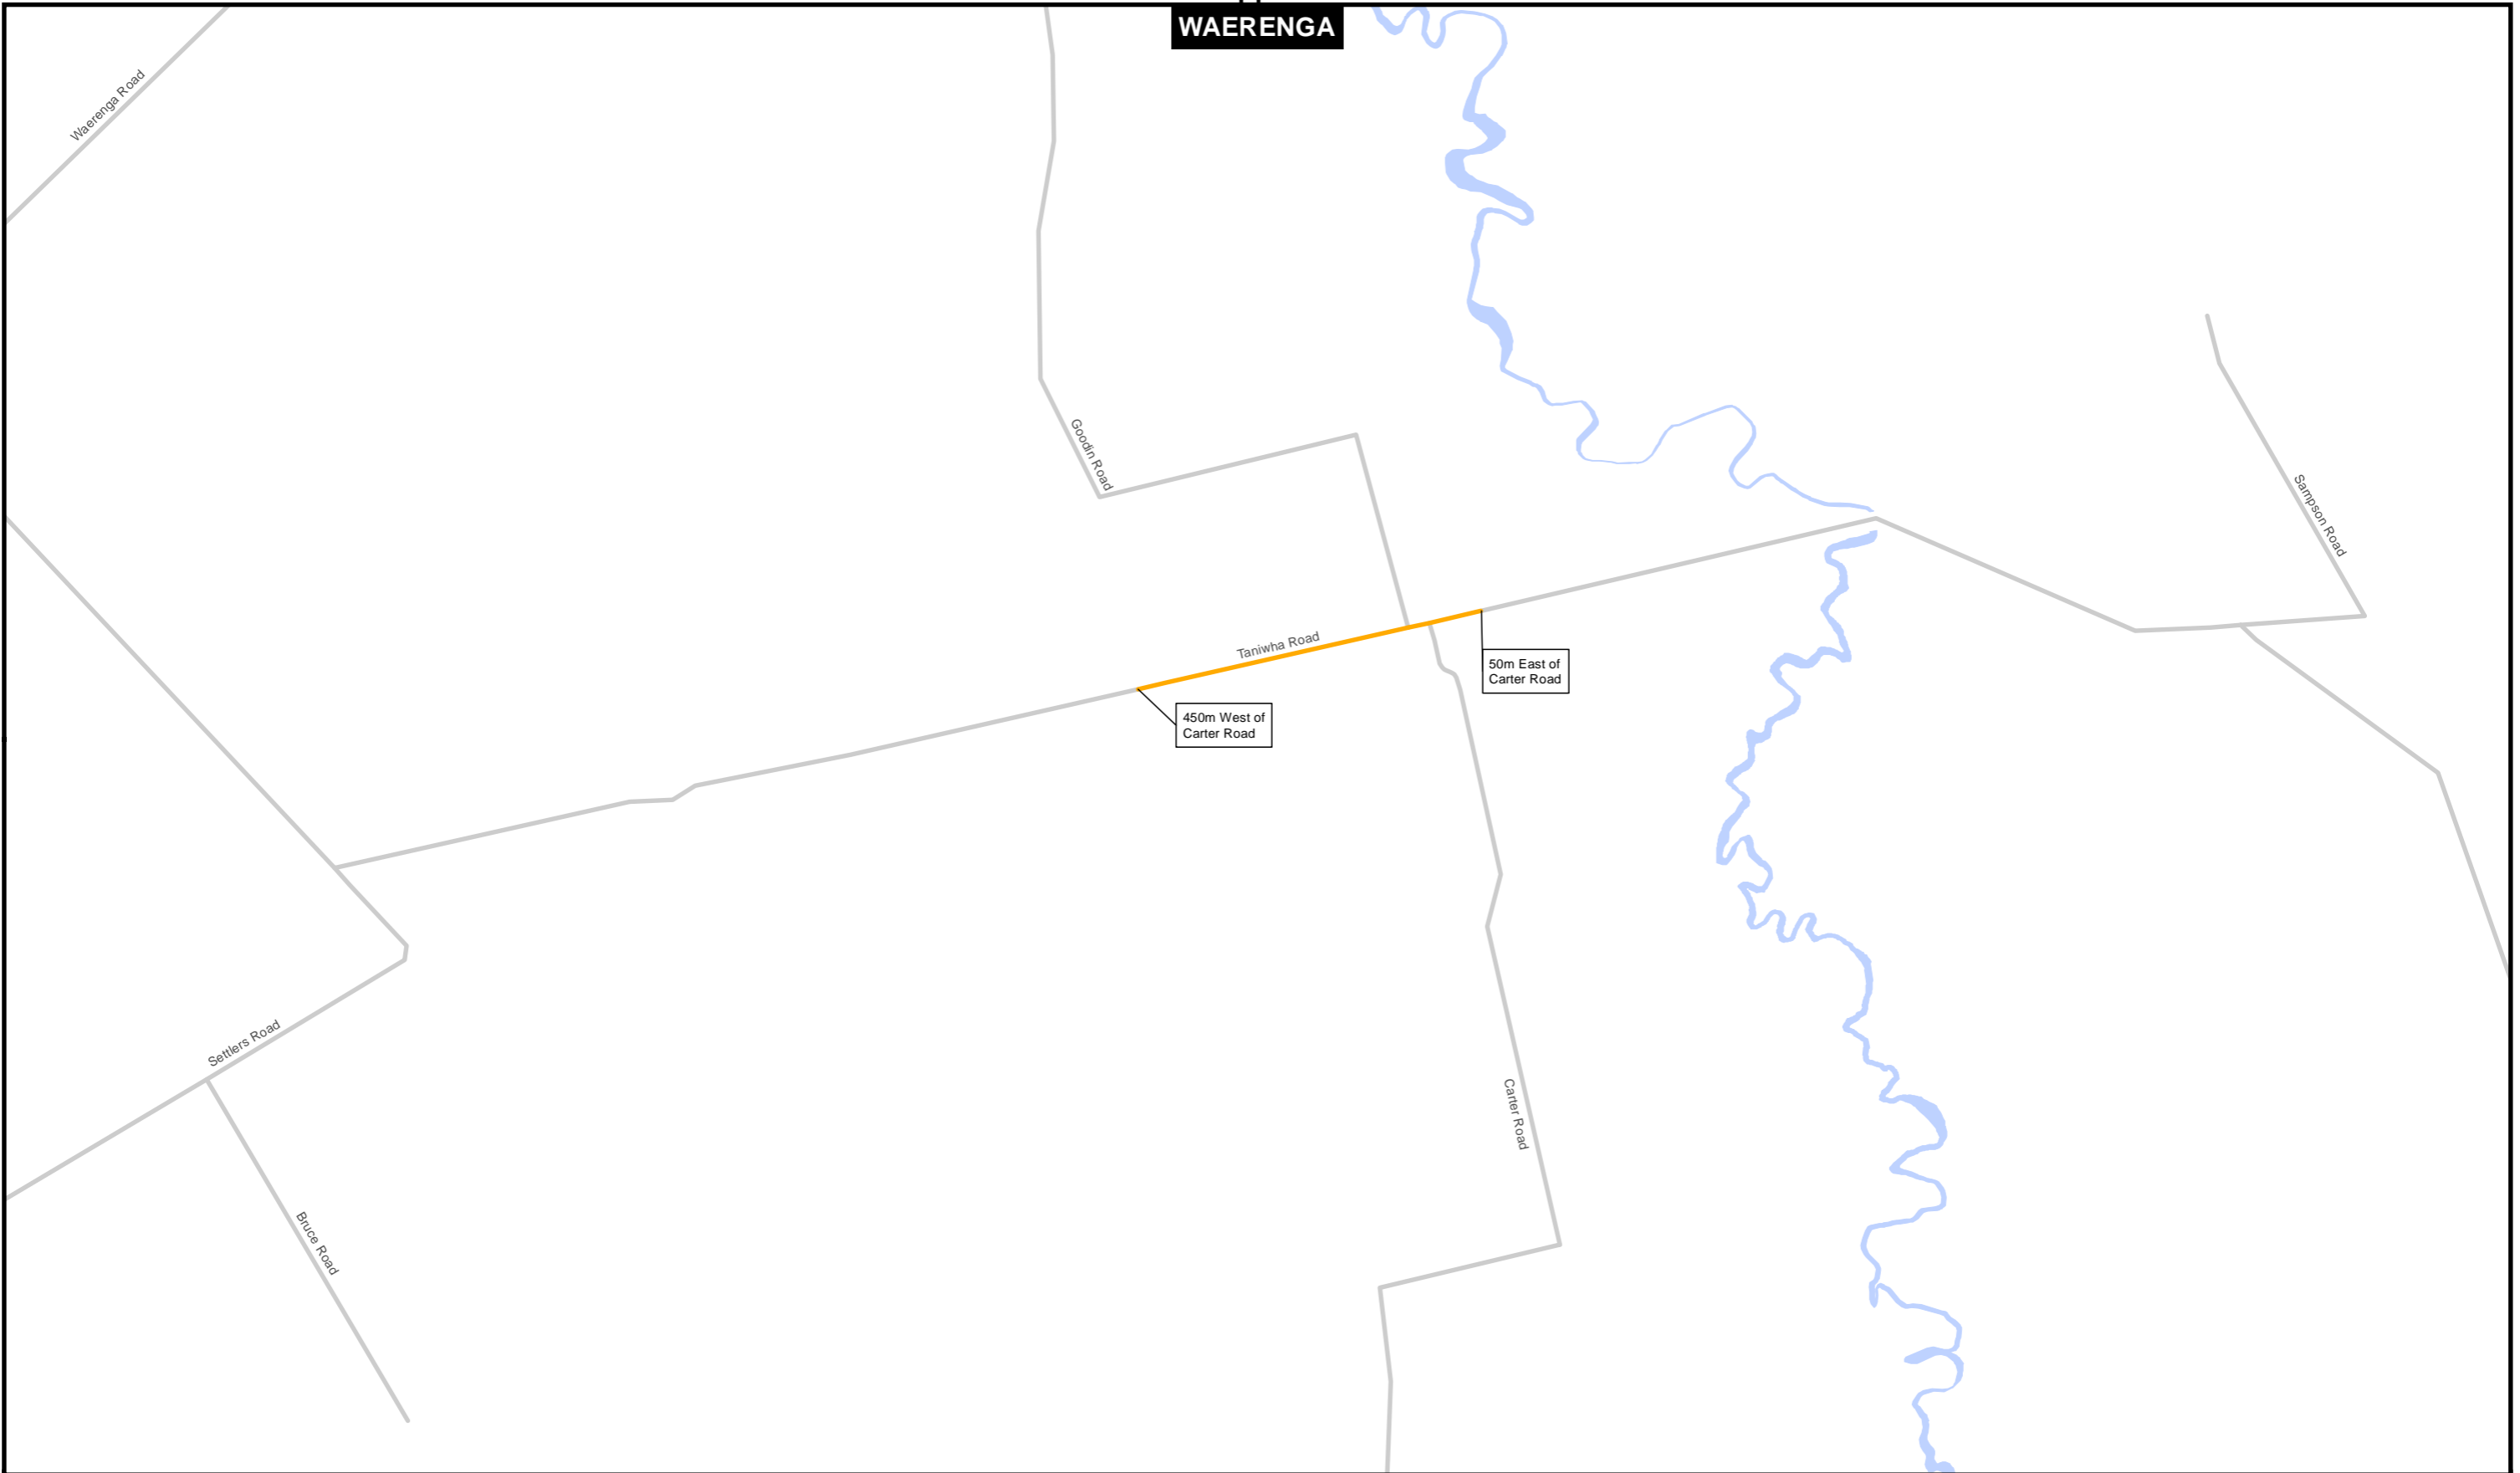 WAERENGA
Waerenga Road
Goodin Road
Sampson Road
Taniwha Road
50m East of
Carter Road
450m West of
Carter Road
Settlers Road
Carter Road
Bruce Road